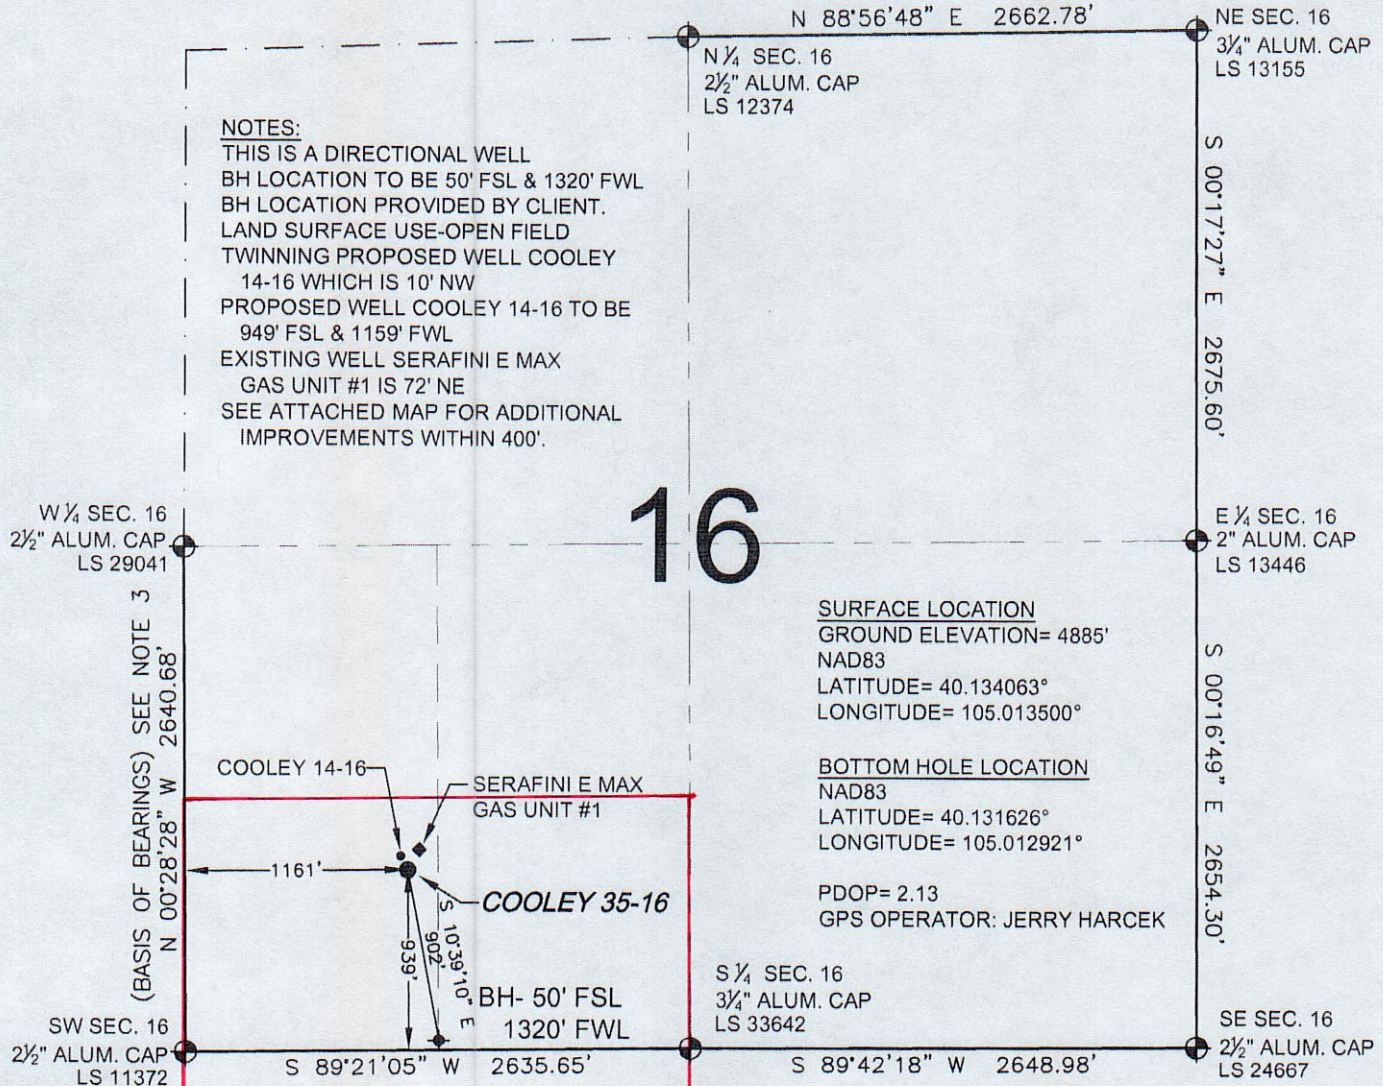 N 88°56'48" E 2662.78'
NE SEC. 16
3¼" ALUM. CAP
LS 13155
N ¼ SEC. 16
2½" ALUM. CAP
LS 12374
NOTES:
THIS IS A DIRECTIONAL WELL
BH LOCATION TO BE 50' FSL & 1320' FWL
BH LOCATION PROVIDED BY CLIENT.
LAND SURFACE USE-OPEN FIELD
TWINNING PROPOSED WELL COOLEY
14-16 WHICH IS 10' NW
PROPOSED WELL COOLEY 14-16 TO BE
949' FSL & 1159' FWL
EXISTING WELL SERAFINI E MAX
GAS UNIT #1 IS 72' NE
SEE ATTACHED MAP FOR ADDITIONAL
IMPROVEMENTS WITHIN 400'.
S 00°17'27" E 2675.60'
W ¼ SEC. 16
2½" ALUM. CAP
LS 29041
16
E ¼ SEC. 16
2" ALUM. CAP
LS 13446
(BASIS OF BEARINGS) SEE NOTE 3
N 00°28'28" W 2640.68'
SURFACE LOCATION
GROUND ELEVATION= 4885'
NAD83
LATITUDE= 40.134063°
LONGITUDE= 105.013500°
BOTTOM HOLE LOCATION
NAD83
LATITUDE= 40.131626°
LONGITUDE= 105.012921°
PDOP= 2.13
GPS OPERATOR: JERRY HARCEK
S 00°16'49" E 2654.30'
COOLEY 14-16
SERAFINI E MAX
GAS UNIT #1
1161'
COOLEY 35-16
939'
S 10°39'10" E
902'
BH- 50' FSL
1320' FWL
S ¼ SEC. 16
3¼" ALUM. CAP
LS 33642
SW SEC. 16
2½" ALUM. CAP
LS 11372
S 89°21'05" W 2635.65'
S 89°42'18" W 2648.98'
SE SEC. 16
2½" ALUM. CAP
LS 24667